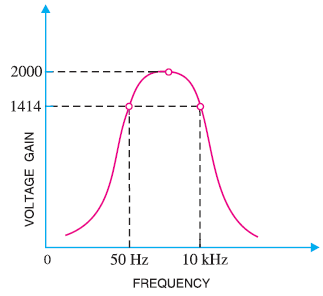 2000
1414
VOLTAGE GAIN
0
50 Hz
10 kHz
FREQUENCY